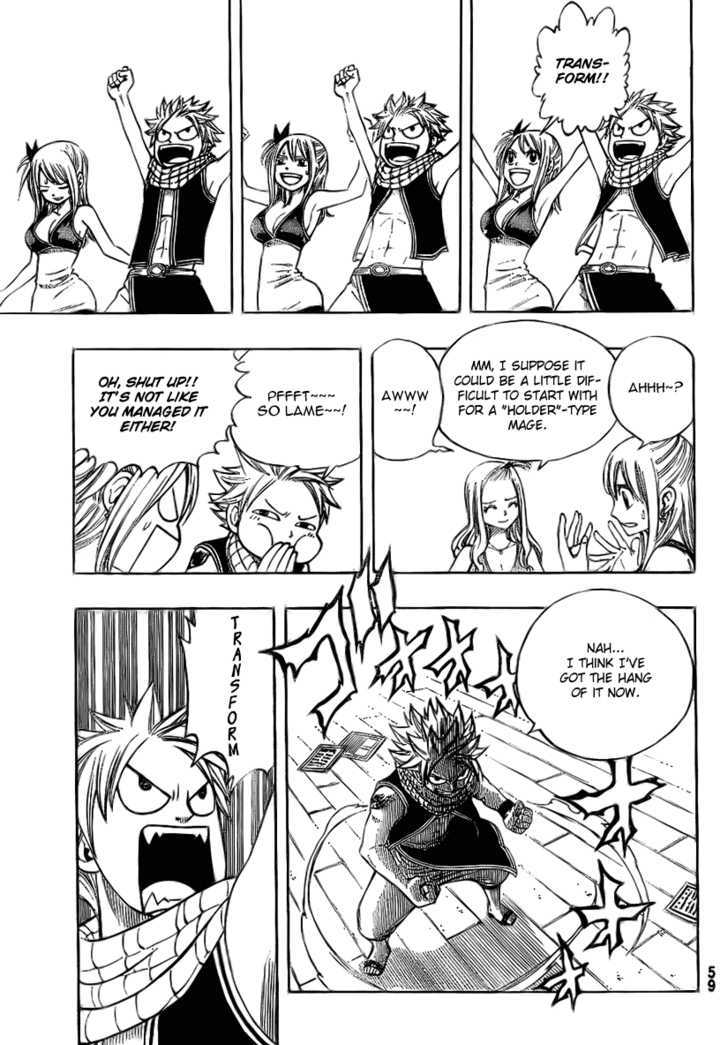 TRANS-
FORM!!
AHHH~?
MM, I SUPPOSE IT
COULD BE A LITTLE DIF-
FICULT TO START WITH
FOR A "HOLDER"-TYPE
MAGE.
AWWW
~~!
PFFFT~~~
SO LAME~~!
OH, SHUT UP!!
IT'S NOT LIKE
YOU MANAGED IT
EITHER!
NAH...
I THINK I'VE
GOT THE HANG
OF IT NOW.
TRANSFORM
59